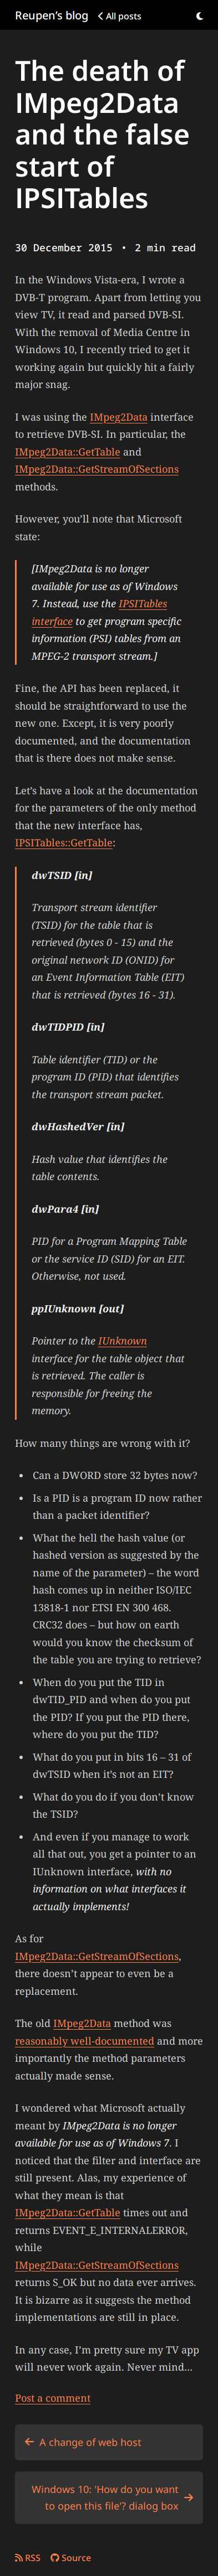 Reupen's blog
All posts
The death of
IMpeg2Data
and the false
start of
IPSITables
30 December 2015 • 2 min read
In the Windows Vista-era, I wrote a
DVB-T program. Apart from letting you
view TV, it read and parsed DVB-SI.
With the removal of Media Centre in
Windows 10, I recently tried to get it
working again but quickly hit a fairly
major snag.
I was using the IMpeg2Data interface
to retrieve DVB-SI. In particular, the
IMpeg2Data::GetTable and
IMpeg2Data::GetStreamOfSections
methods.
However, you'll note that Microsoft
state:
[IMpeg2Data is no longer
available for use as of Windows
7. Instead, use the IPSITables
interface to get program specific
information (PSI) tables from an
MPEG-2 transport stream.]
Fine, the API has been replaced, it
should be straightforward to use the
new one. Except, it is very poorly
documented, and the documentation
that is there does not make sense.
Let's have a look at the documentation
for the parameters of the only method
that the new interface has,
IPSITables::GetTable:
dwTSID [in]
Transport stream identifier
(TSID) for the table that is
retrieved (bytes 0 - 15) and the
original network ID (ONID) for
an Event Information Table (EIT)
that is retrieved (bytes 16 - 31).
dwTIDPID [in]
Table identifier (TID) or the
program ID (PID) that identifies
the transport stream packet.
dwHashedVer [in]
Hash value that identifies the
table contents.
dwPara4 [in]
PID for a Program Mapping Table
or the service ID (SID) for an EIT.
Otherwise, not used.
ppIUnknown [out]
Pointer to the IUnknown
interface for the table object that
is retrieved. The caller is
responsible for freeing the
memory.
How many things are wrong with it?
• Can a DWORD store 32 bytes now?
• Is a PID is a program ID now rather
than a packet identifier?
• What the hell the hash value (or
hashed version as suggested by the
name of the parameter) – the word
hash comes up in neither ISO/IEC
13818-1 nor ETSI EN 300 468.
CRC32 does – but how on earth
would you know the checksum of
the table you are trying to retrieve?
• When do you put the TID in
dwTID_PID and when do you put
the PID? If you put the PID there,
where do you put the TID?
• What do you put in bits 16 – 31 of
dwTSID when it's not an EIT?
• What do you do if you don't know
the TSID?
• And even if you manage to work
all that out, you get a pointer to an
IUnknown interface, with no
information on what interfaces it
actually implements!
As for
IMpeg2Data::GetStreamOfSections,
there doesn't appear to even be a
replacement.
The old IMpeg2Data method was
reasonably well-documented and more
importantly the method parameters
actually made sense.
I wondered what Microsoft actually
meant by IMpeg2Data is no longer
available for use as of Windows 7. I
noticed that the filter and interface are
still present. Alas, my experience of
what they mean is that
IMpeg2Data::GetTable times out and
returns EVENT_E_INTERNALERROR,
while
IMpeg2Data::GetStreamOfSections
returns S_OK but no data ever arrives.
It is bizarre as it suggests the method
implementations are still in place.
In any case, I'm pretty sure my TV app
will never work again. Never mind…
Post a comment
A change of web host
Windows 10: 'How do you want
to open this file'? dialog box
RSS
Source